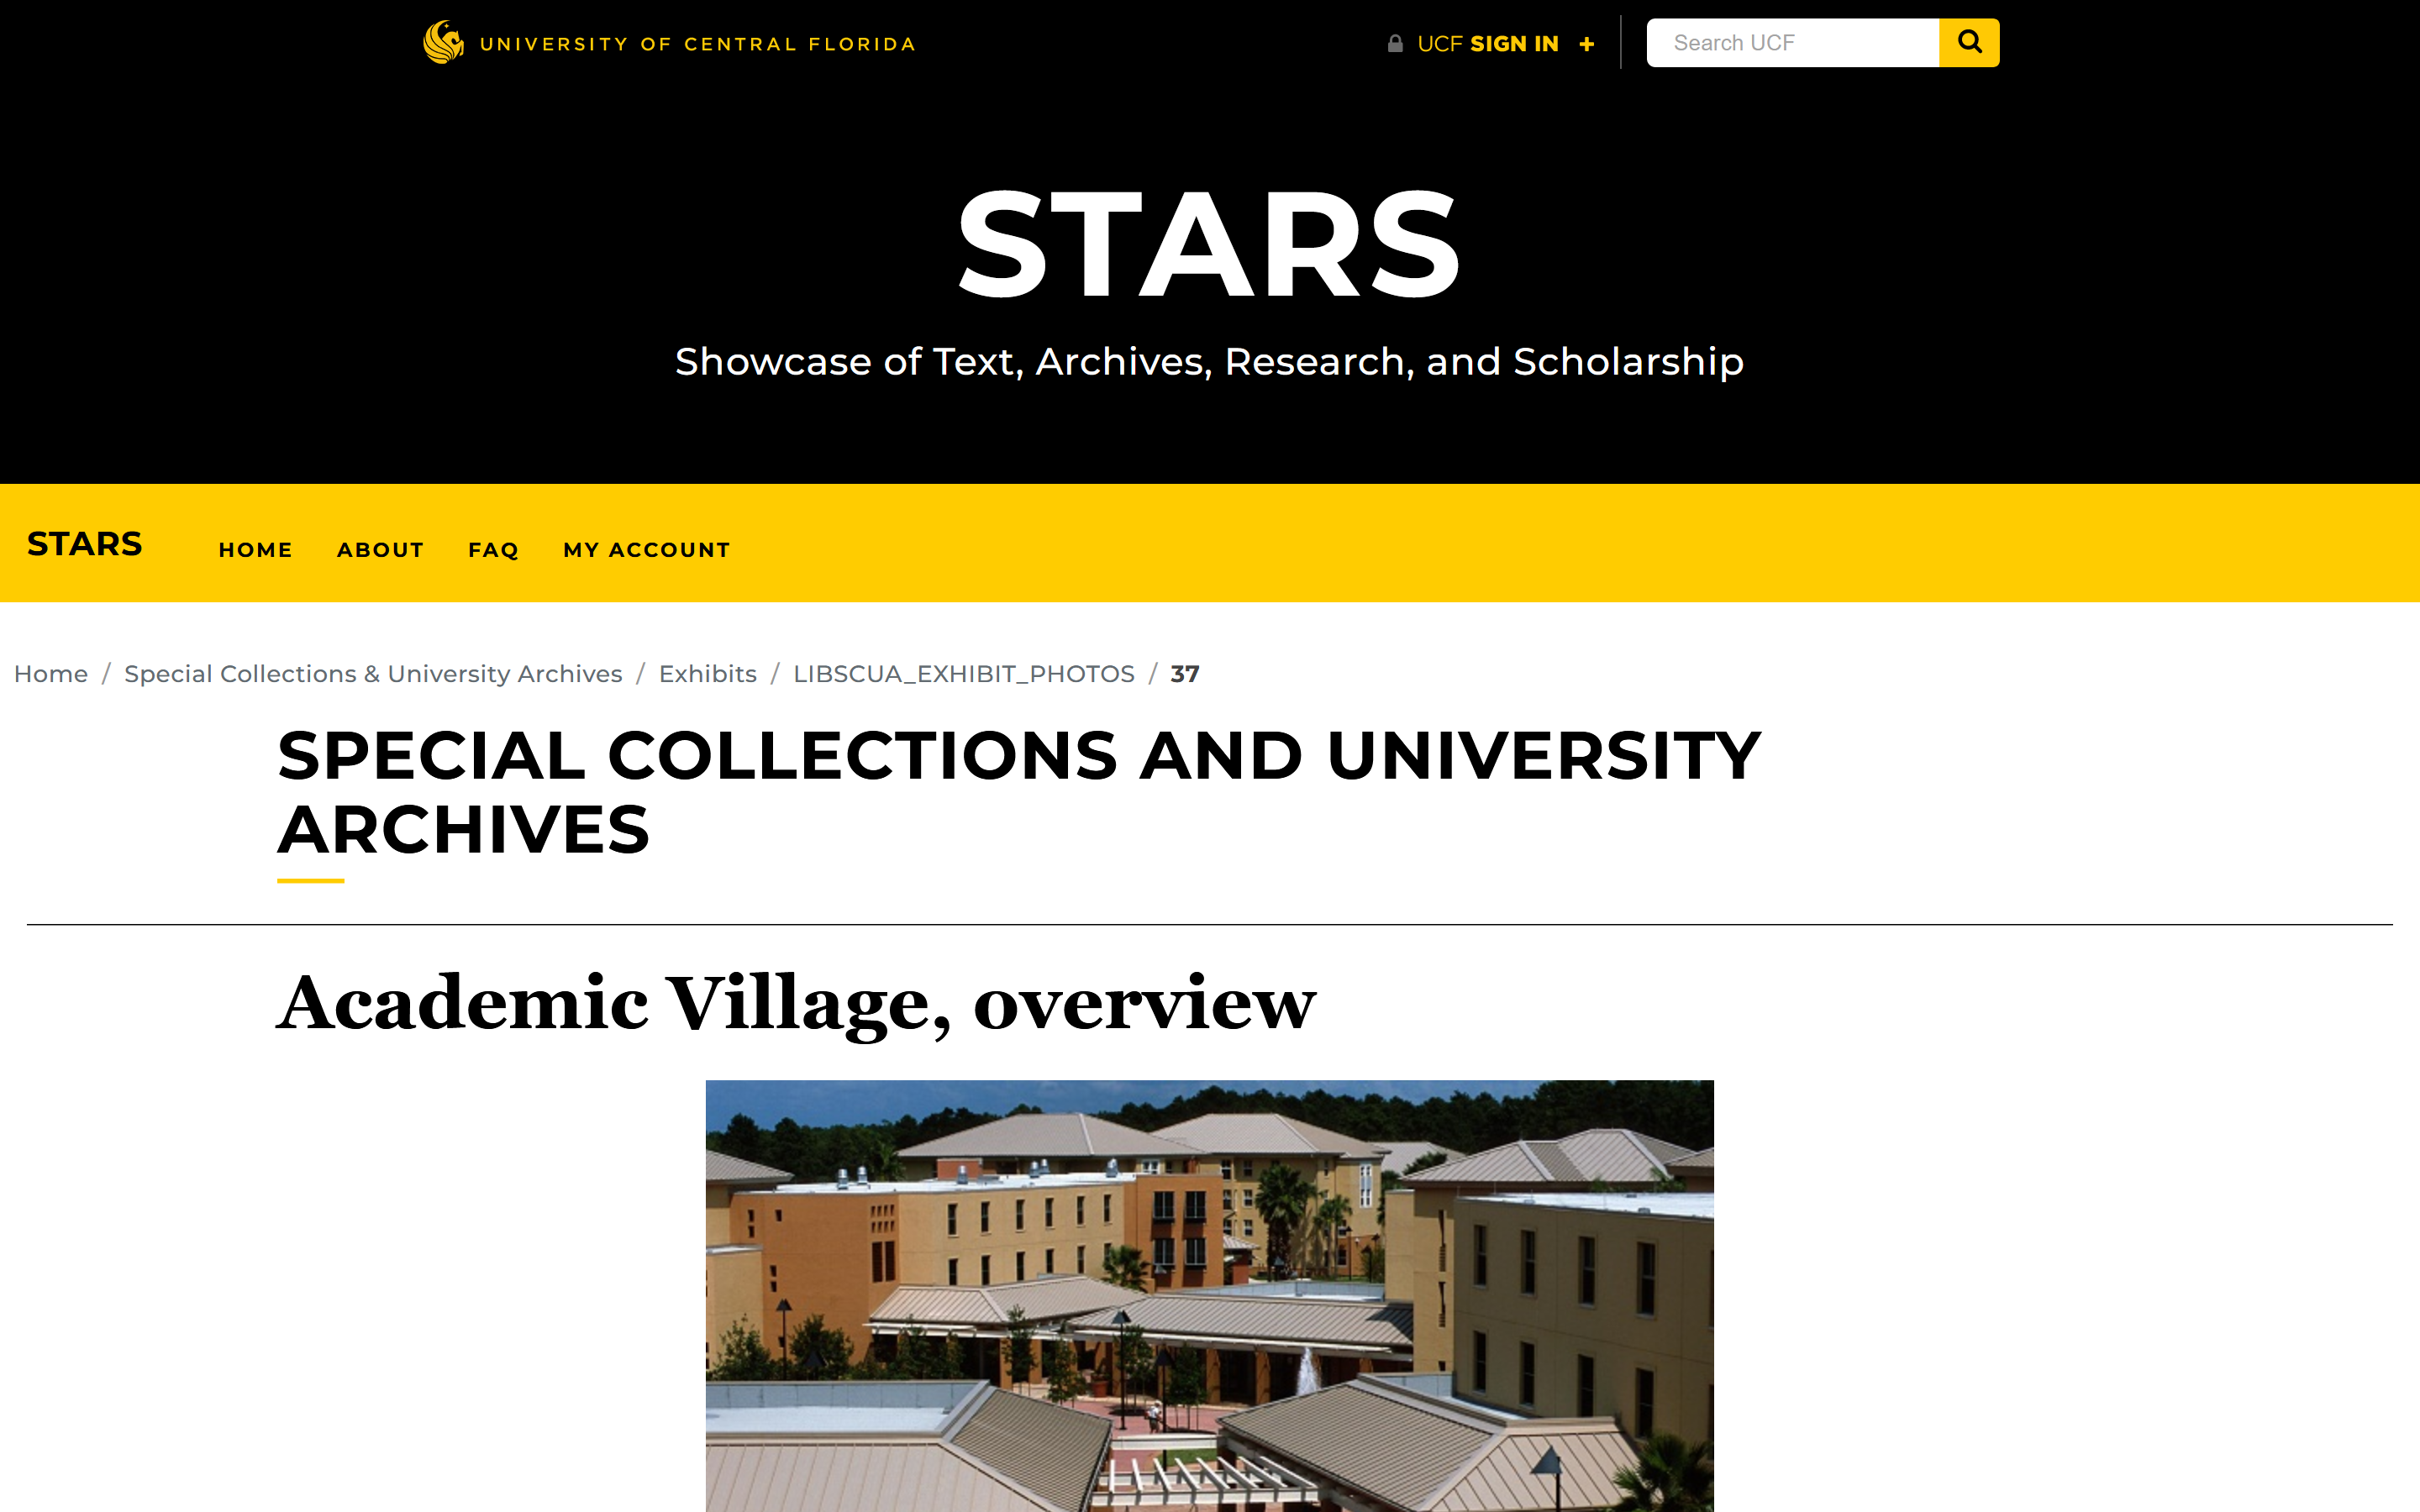 UNIVERSITY OF CENTRAL FLORIDA
UCF SIGN IN +
Search UCF
STARS
Showcase of Text, Archives, Research, and Scholarship
STARS HOME ABOUT FAQ MY ACCOUNT
Home / Special Collections & University Archives / Exhibits / LIBSCUA_EXHIBIT_PHOTOS / 37
SPECIAL COLLECTIONS AND UNIVERSITY
ARCHIVES
Academic Village, overview